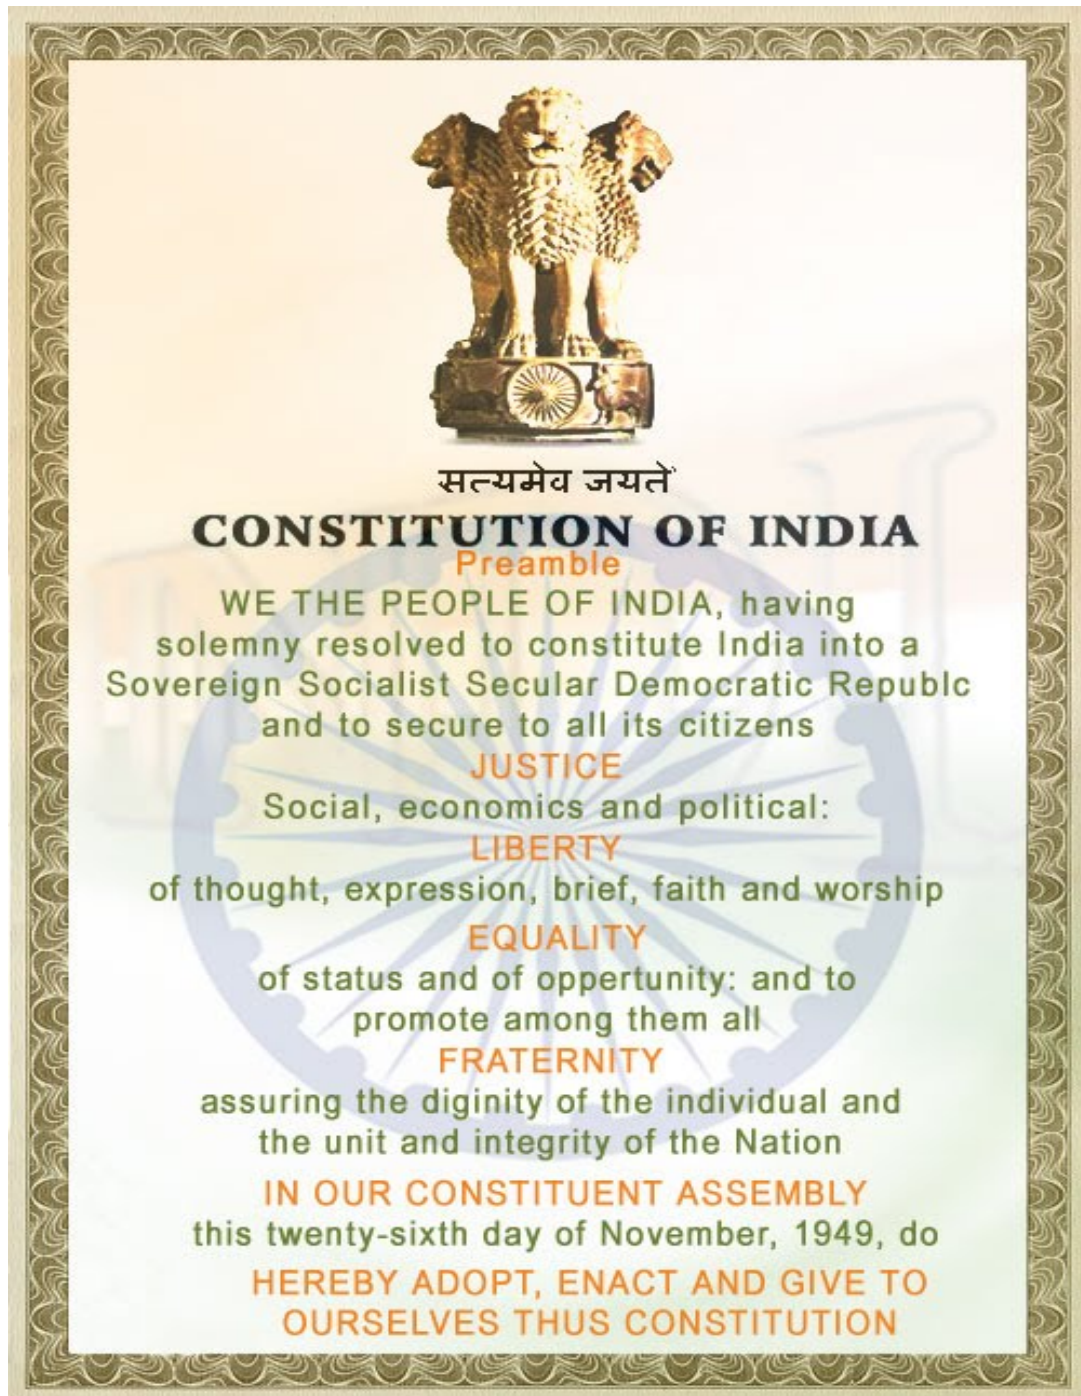 सत्यमेव जयते
CONSTITUTION OF INDIA
Preamble
WE THE PEOPLE OF INDIA, having
solemny resolved to constitute India into a
Sovereign Socialist Secular Democratic Republc
and to secure to all its citizens
JUSTICE
Social, economics and political:
LIBERTY
of thought, expression, brief, faith and worship
EQUALITY
of status and of oppertunity: and to
promote among them all
FRATERNITY
assuring the diginity of the individual and
the unit and integrity of the Nation
IN OUR CONSTITUENT ASSEMBLY
this twenty-sixth day of November, 1949, do
HEREBY ADOPT, ENACT AND GIVE TO
OURSELVES THUS CONSTITUTION